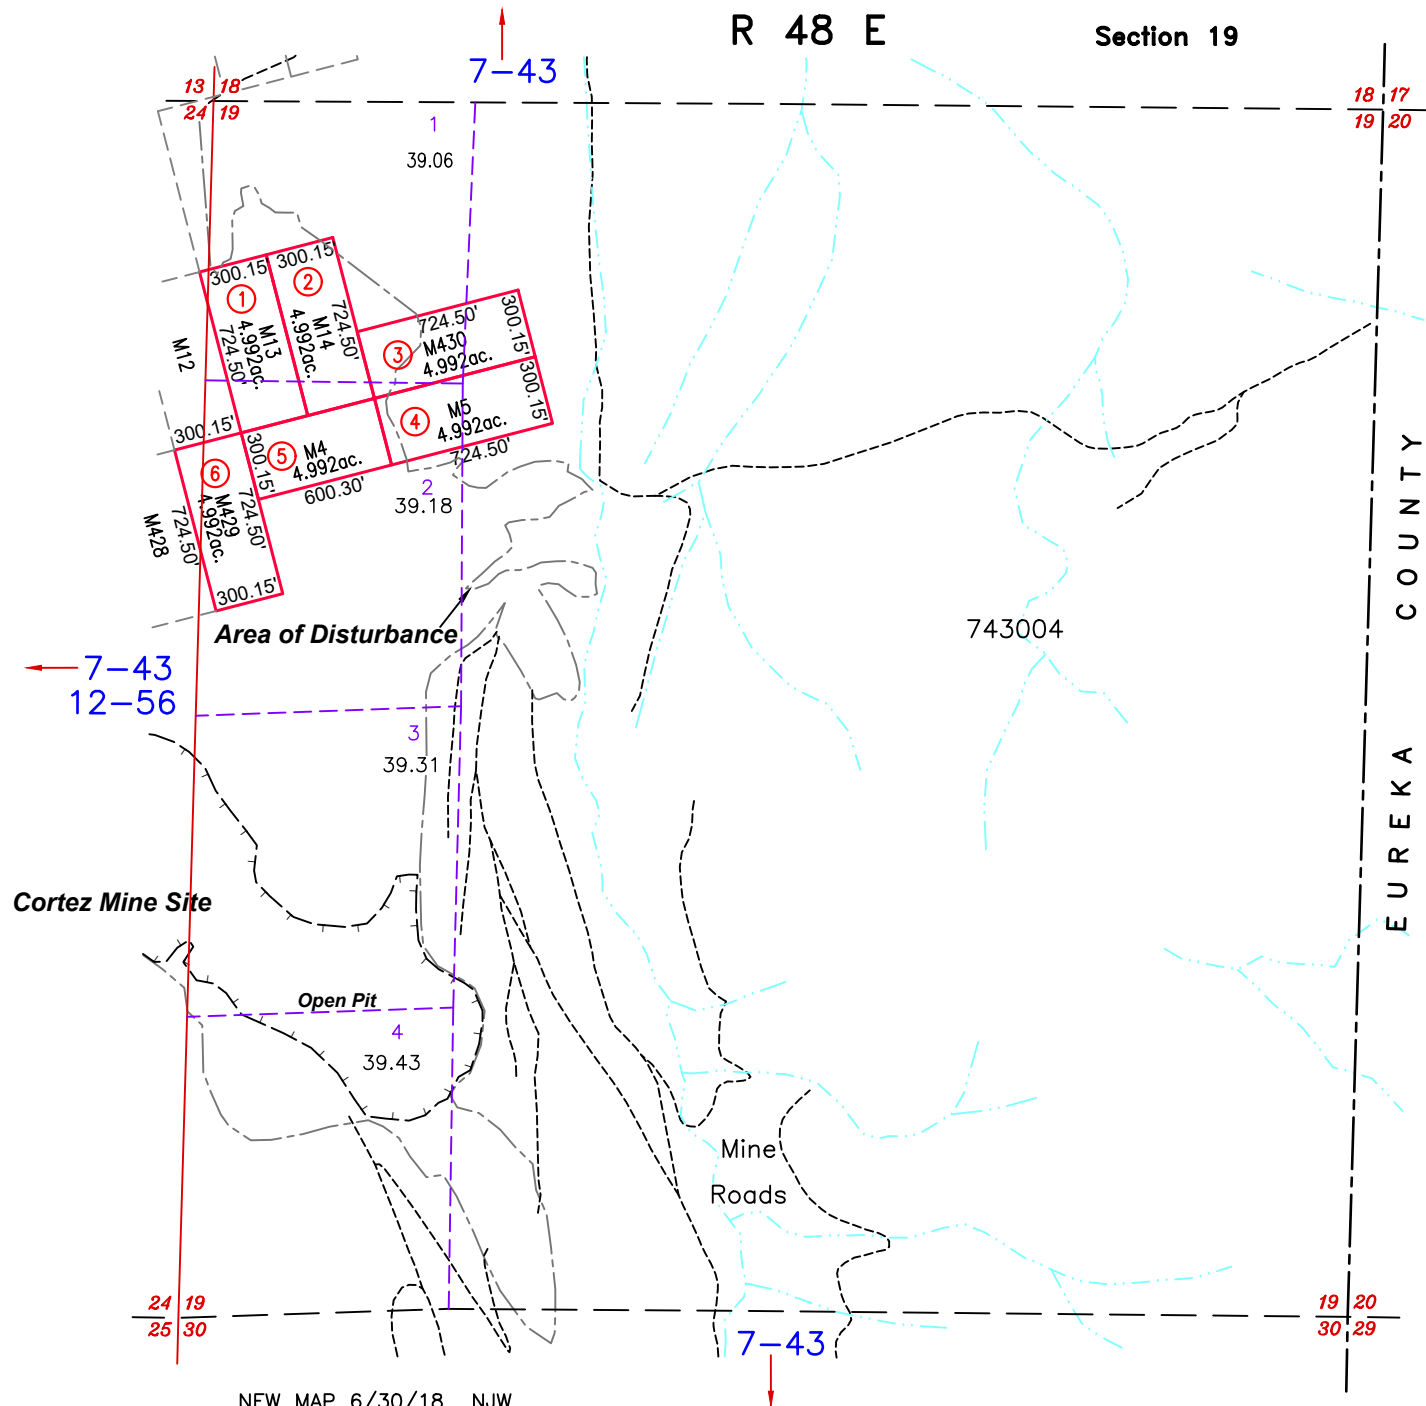 R 48 E
Section 19
7-43
13 18
24 19
18 17
19 20
1
39.06
300.15'
300.15'
1
M13
4.992ac.
724.50'
2
M14
4.992ac.
724.50'
M12
724.50'
300.15'
3
M430
4.992ac.
4
M5
4.992ac.
300.15'
724.50'
300.15'
300.15'
5
M4
4.992ac.
600.30'
6
M429
4.992ac.
724.50'
724.50'
M428
300.15'
2
39.18
Area of Disturbance
743004
EUREKA COUNTY
7-43
12-56
3
39.31
Cortez Mine Site
Open Pit
4
39.43
Mine
Roads
24 19
25 30
19 20
30 29
7-43
NEW MAP 6/30/18 NJW